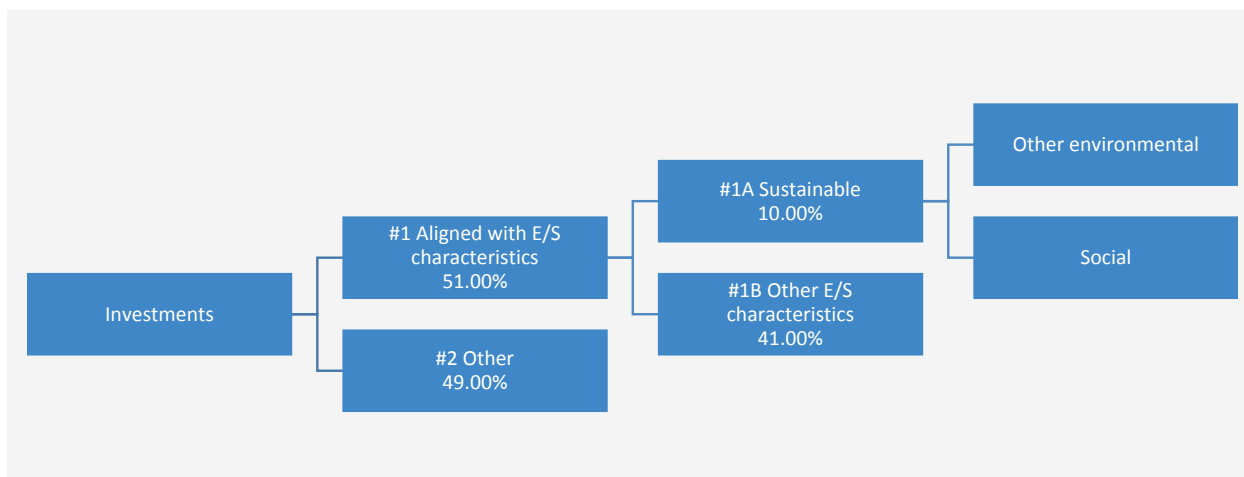 Investments
#1 Aligned with E/S
characteristics
51.00%
#2 Other
49.00%
#1A Sustainable
10.00%
#1B Other E/S
characteristics
41.00%
Other environmental
Social